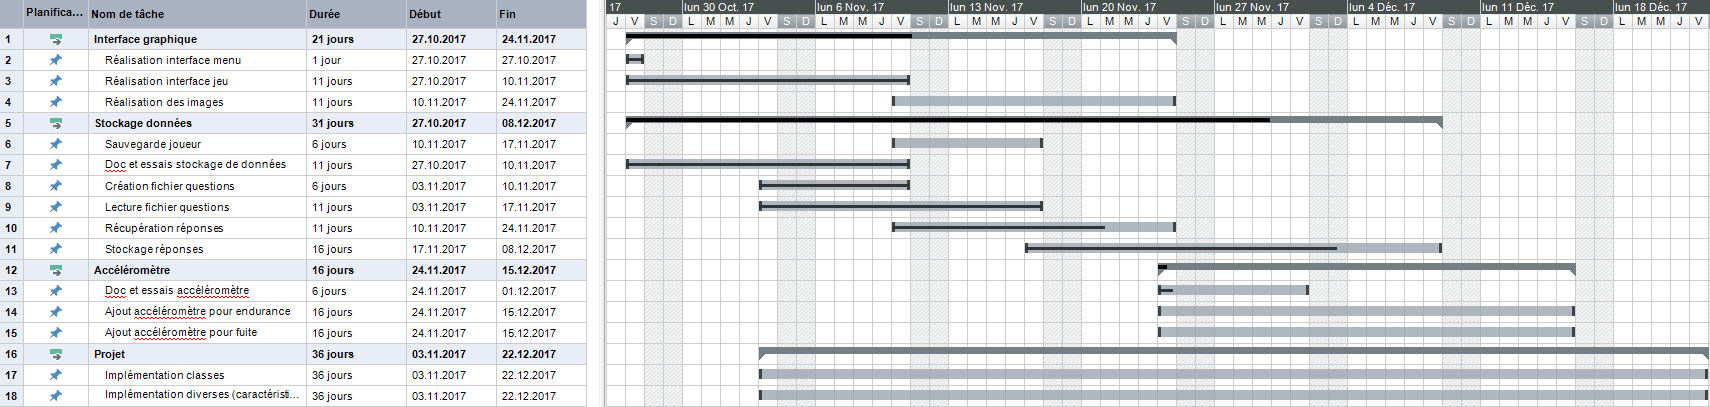 Planifica... Nom de tâche Durée Début Fin
17 lun 30 Oct. 17 lun 6 Nov. 17 lun 13 Nov. 17 lun 20 Nov. 17 lun 27 Nov. 17 lun 4 Déc. 17 lun 11 Déc. 17 lun 18 Déc. 17
J V S D L M M J V S D L M M J V S D L M M J V S D L M M J V S D L M M J V S D L M M J V S D L M M J V S D L M M J V
1 Interface graphique 21 jours 27.10.2017 24.11.2017
2 Réalisation interface menu 1 jour 27.10.2017 27.10.2017
3 Réalisation interface jeu 11 jours 27.10.2017 10.11.2017
4 Réalisation des images 11 jours 10.11.2017 24.11.2017
5 Stockage données 31 jours 27.10.2017 08.12.2017
6 Sauvegarde joueur 6 jours 10.11.2017 17.11.2017
7 Doc et essais stockage de données 11 jours 27.10.2017 10.11.2017
8 Création fichier questions 6 jours 03.11.2017 10.11.2017
9 Lecture fichier questions 11 jours 03.11.2017 17.11.2017
10 Récupération réponses 11 jours 10.11.2017 24.11.2017
11 Stockage réponses 16 jours 17.11.2017 08.12.2017
12 Accéléromètre 16 jours 24.11.2017 15.12.2017
13 Doc et essais accéléromètre 6 jours 24.11.2017 01.12.2017
14 Ajout accéléromètre pour endurance 16 jours 24.11.2017 15.12.2017
15 Ajout accéléromètre pour fuite 16 jours 24.11.2017 15.12.2017
16 Projet 36 jours 03.11.2017 22.12.2017
17 Implémentation classes 36 jours 03.11.2017 22.12.2017
18 Implémentation diverses (caractéristi... 36 jours 03.11.2017 22.12.2017